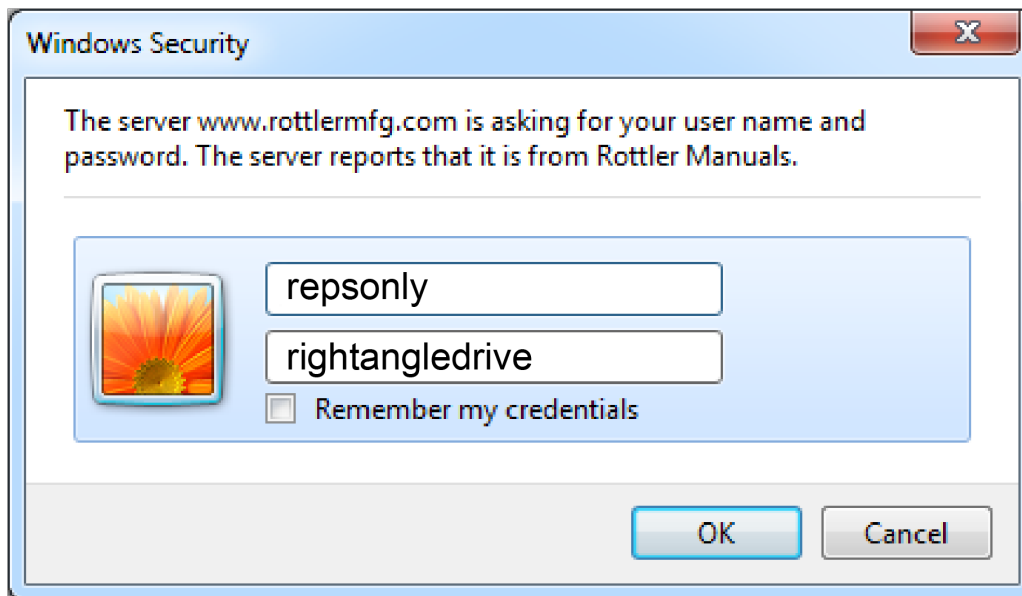 Windows Security
The server www.rottlermfg.com is asking for your user name and
password. The server reports that it is from Rottler Manuals.
repsonly
rightangledrive
Remember my credentials
OK
Cancel